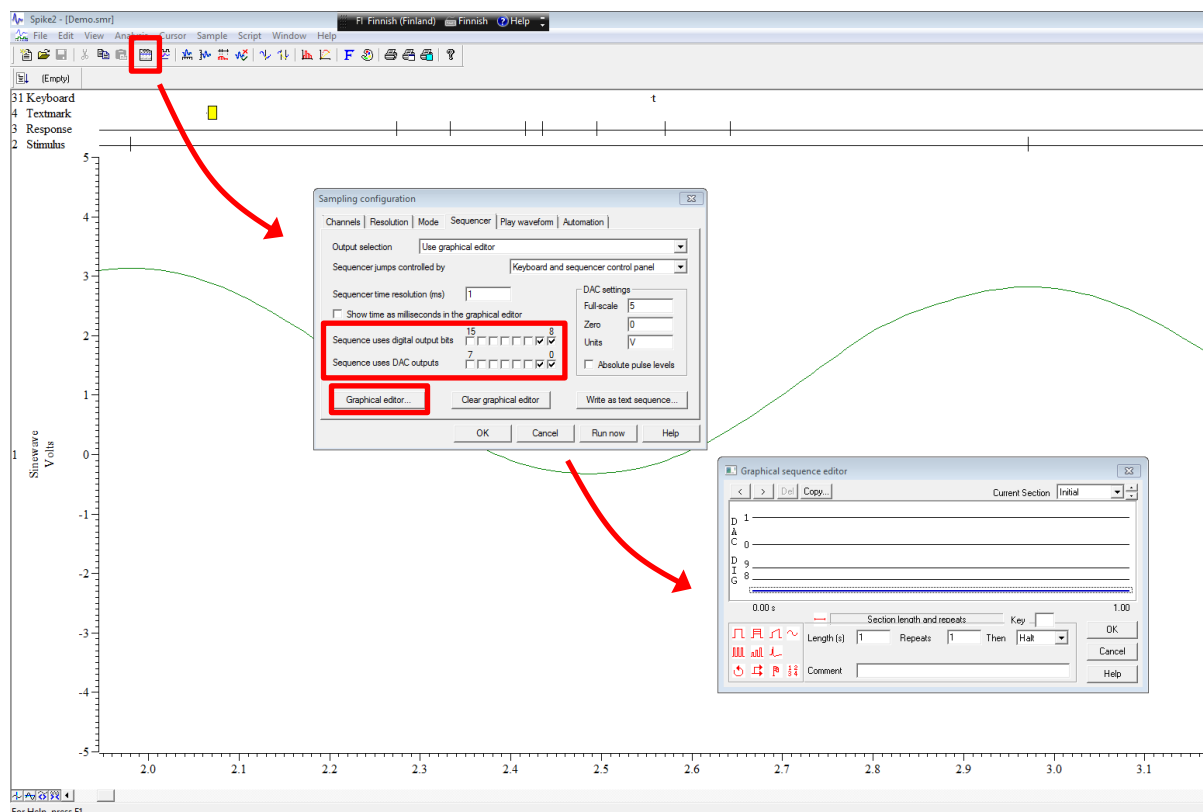 Spike2 - [Demo.smr]
FI Finnish (Finland) Finnish Help
File Edit View Analysis Cursor Sample Script Window Help
(Empty)
31 Keyboard
t
4 Textmark
3 Response
2 Stimulus
5
4
3
2
1
0
-1
-2
-3
-4
-5
1
Sinewave
Volts
2.0 2.1 2.2 2.3 2.4 2.5 2.6 2.7 2.8 2.9 3.0 3.1
For Help, press F1
Sampling configuration
Channels Resolution Mode Sequencer Play waveform Automation
Output selection Use graphical editor
Sequencer jumps controlled by Keyboard and sequencer control panel
Sequencer time resolution (ms) 1
Show time as milliseconds in the graphical editor
15 8
Sequence uses digital output bits
7 0
Sequence uses DAC outputs
DAC settings
Full-scale 5
Zero 0
Units V
Absolute pulse levels
Graphical editor... Clear graphical editor Write as text sequence...
OK Cancel Run now Help
Graphical sequence editor
< > Del Copy... Current Section Initial
DAC
1
0
DIG
9
8
0.00 s 1.00
Section length and repeats Key
Length (s) 1 Repeats 1 Then Halt
Comment
OK
Cancel
Help